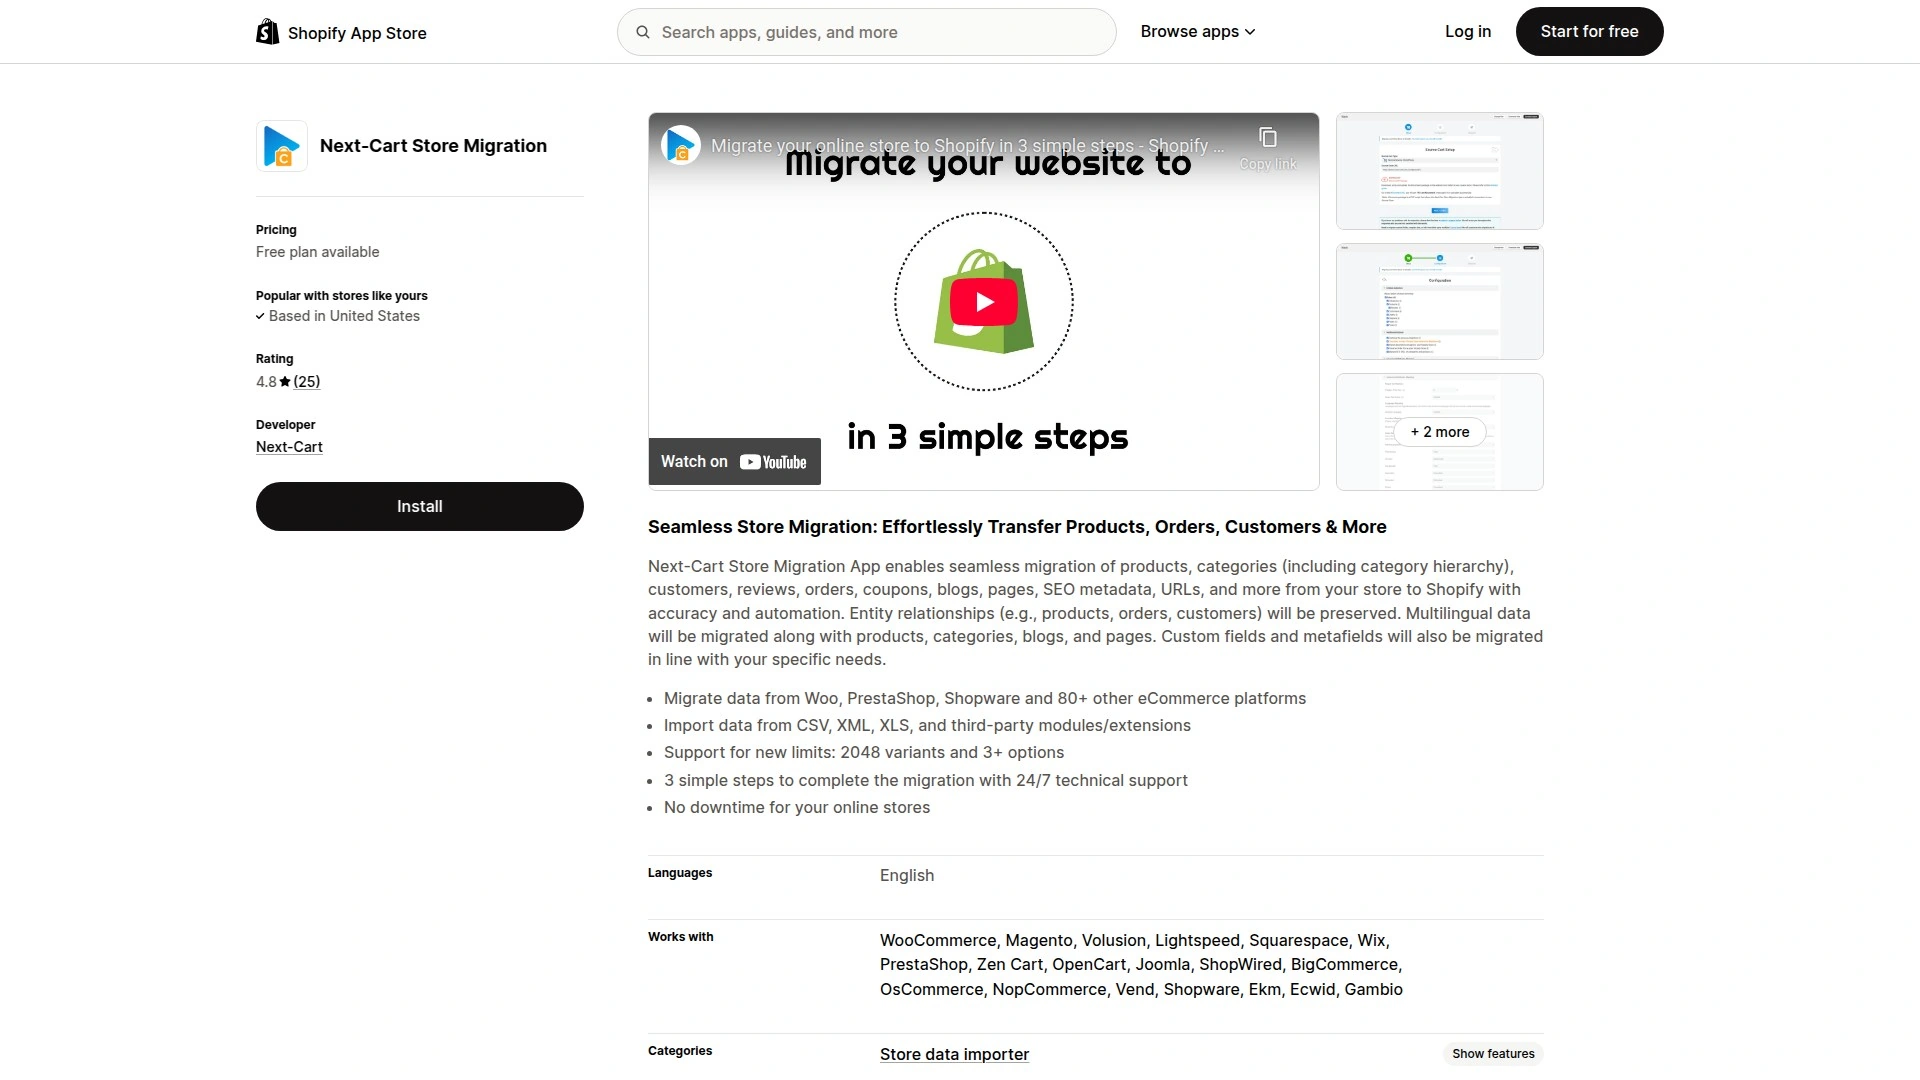 Shopify App Store
Search apps, guides, and more
Browse apps
Log in
Start for free
Next-Cart Store Migration
Pricing
Free plan available
Popular with stores like yours
Based in United States
Rating
4.8 (25)
Developer
Next-Cart
Install
Migrate your online store to Shopify in 3 simple steps - Shopify ...
Copy link
Migrate your website to
in 3 simple steps
Watch on YouTube
+ 2 more
Seamless Store Migration: Effortlessly Transfer Products, Orders, Customers & More
Next-Cart Store Migration App enables seamless migration of products, categories (including category hierarchy),
customers, reviews, orders, coupons, blogs, pages, SEO metadata, URLs, and more from your store to Shopify with
accuracy and automation. Entity relationships (e.g., products, orders, customers) will be preserved. Multilingual data
will be migrated along with products, categories, blogs, and pages. Custom fields and metafields will also be migrated
in line with your specific needs.
• Migrate data from Woo, PrestaShop, Shopware and 80+ other eCommerce platforms
• Import data from CSV, XML, XLS, and third-party modules/extensions
• Support for new limits: 2048 variants and 3+ options
• 3 simple steps to complete the migration with 24/7 technical support
• No downtime for your online stores
Languages
English
Works with
WooCommerce, Magento, Volusion, Lightspeed, Squarespace, Wix,
PrestaShop, Zen Cart, OpenCart, Joomla, ShopWired, BigCommerce,
OsCommerce, NopCommerce, Vend, Shopware, Ekm, Ecwid, Gambio
Categories
Store data importer
Show features